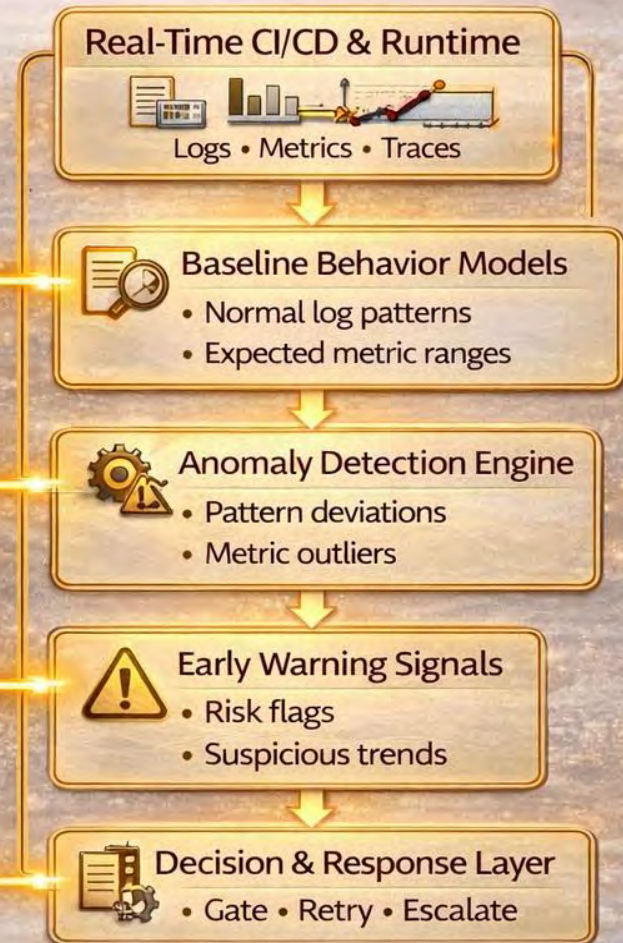 Real-Time CI/CD & Runtime
Logs • Metrics • Traces
Baseline Behavior Models
• Normal log patterns
• Expected metric ranges
Anomaly Detection Engine
• Pattern deviations
• Metric outliers
Early Warning Signals
• Risk flags
• Suspicious trends
Decision & Response Layer
• Gate • Retry • Escalate